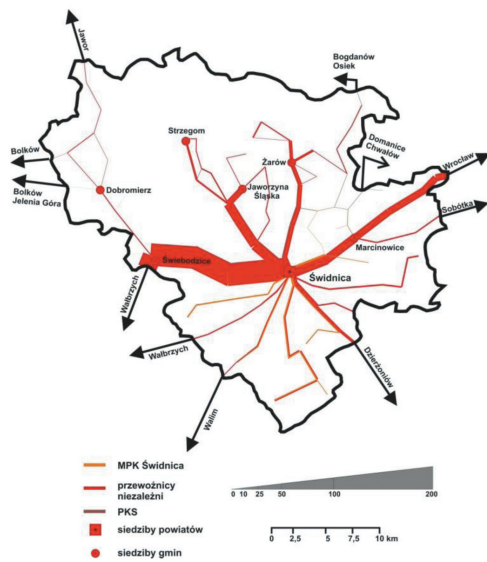 Jawor
Bogdanów
Osiek
Strzegom
Domanice
Chwałów
Bolków
Żarów
Wrocław
Bolków
Jelenia Góra
Dobromierz
Jaworzyna
Śląska
Sobótka
Marcinowice
Świebodzice
Świdnica
Wałbrzych
Wałbrzych
Dzierżoniów
Walim
MPK Świdnica
przewoźnicy
niezależni
PKS
siedziby powiatów
siedziby gmin
0 10 25 50 100 200
0 2,5 5 7,5 10 km